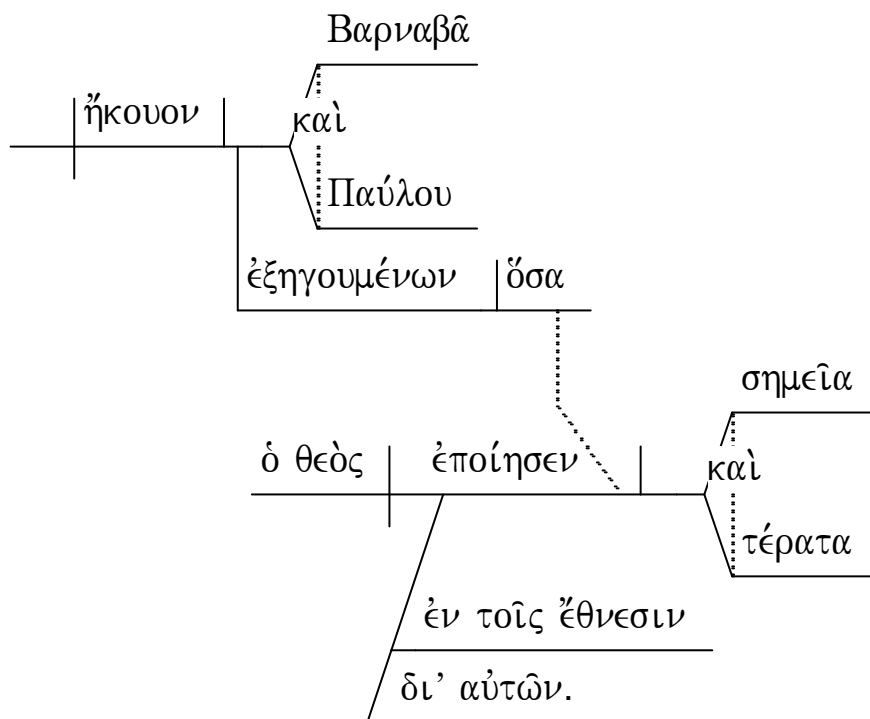 Βαρναβᾶ
ἤκουον
καὶ
Παύλου
ἐξηγουμένων ὅσα
σημεῖα
ὁ θεὸς ἐποίησεν
καὶ
τέρατα
ἐν τοῖς ἔθνεσιν
δι’ αὐτῶν.